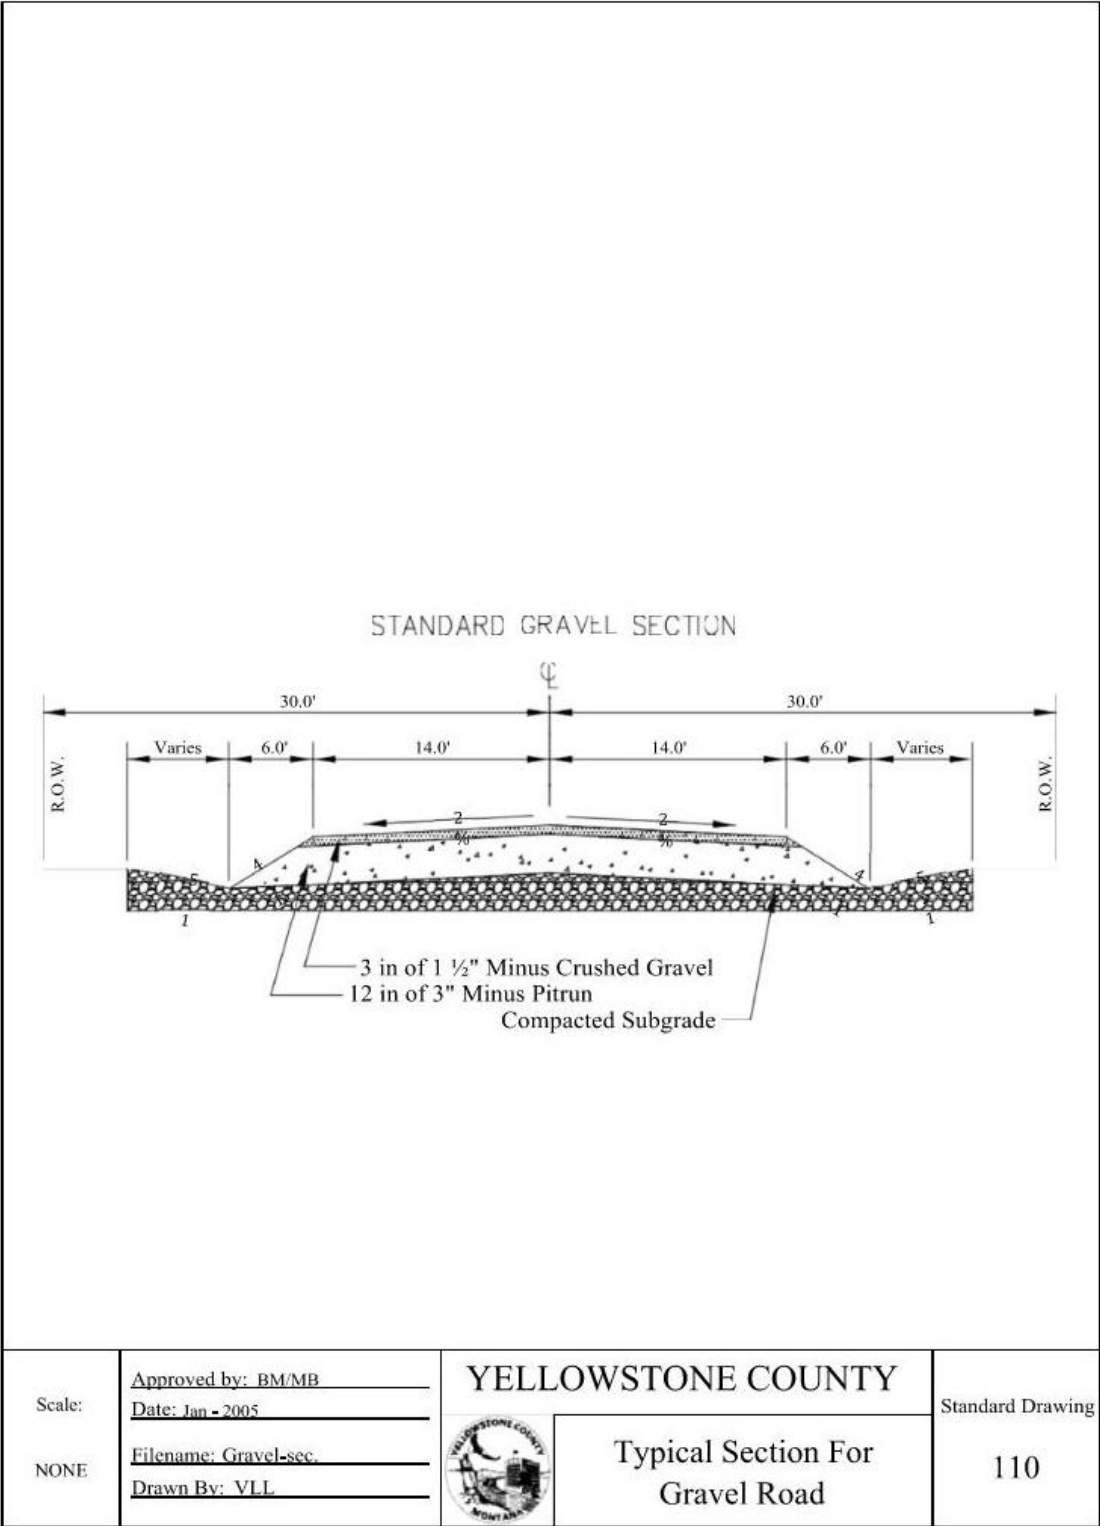 STANDARD GRAVEL SECTION
℄
30.0' 30.0'
Varies 6.0' 14.0' 14.0' 6.0' Varies
R.O.W. R.O.W.
2 % 2 %
4 4
5 5
1 1 1
3 in of 1 ½" Minus Crushed Gravel
12 in of 3" Minus Pitrun
Compacted Subgrade
Scale:
NONE
Approved by: BM/MB
Date: Jan - 2005
Filename: Gravel-sec.
Drawn By: VLL
YELLOWSTONE COUNTY
YELLOWSTONE COUNTY
MONTANA
Typical Section For
Gravel Road
Standard Drawing
110